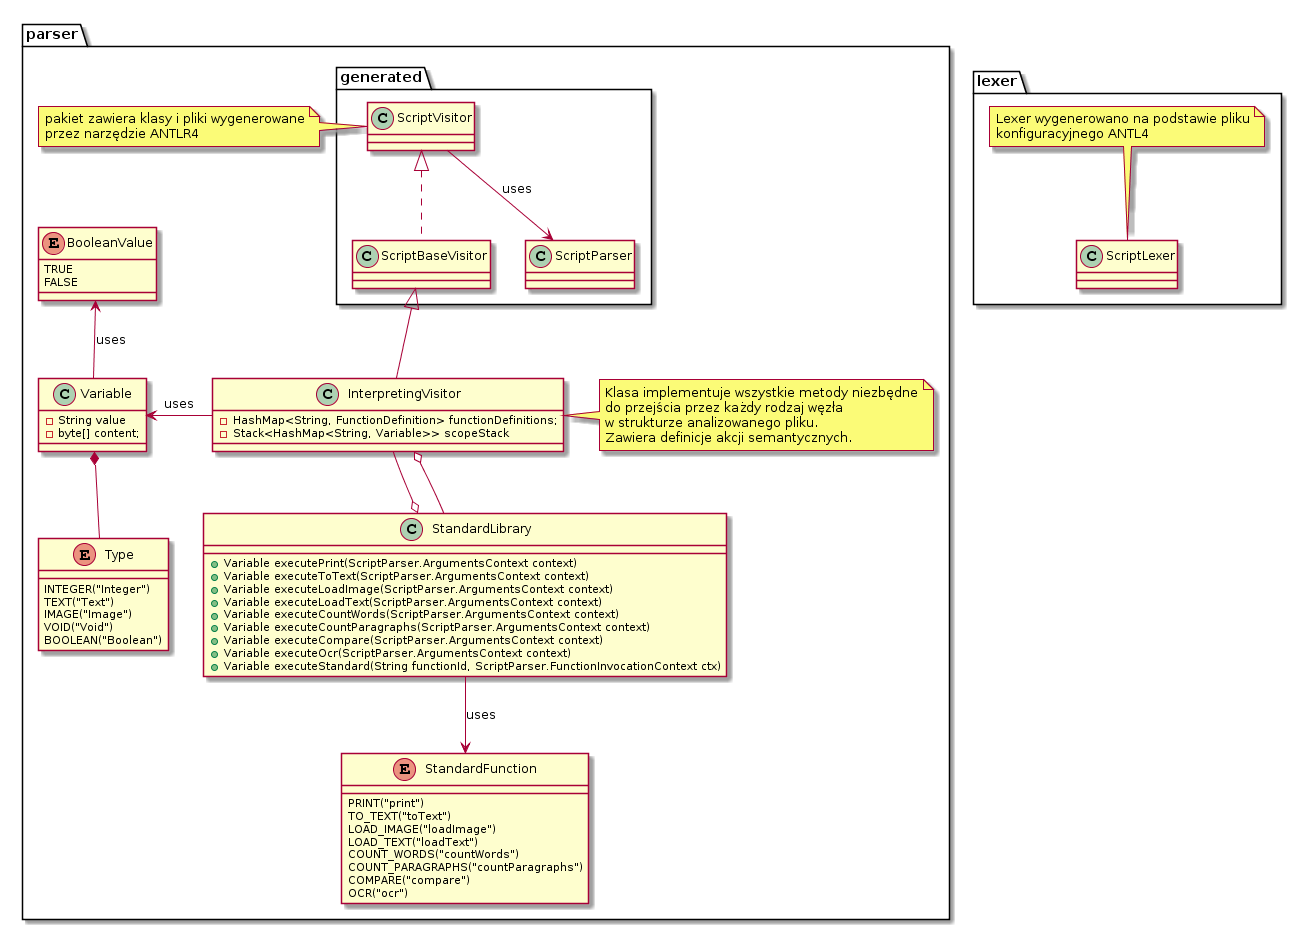 parser
generated
pakiet zawiera klasy i pliki wygenerowane
przez narzędzie ANTLR4
C ScriptVisitor
uses
C ScriptBaseVisitor
C ScriptParser
E BooleanValue
TRUE
FALSE
uses
C Variable
String value
byte[] content;
uses
C InterpretingVisitor
HashMap<String, FunctionDefinition> functionDefinitions;
Stack<HashMap<String, Variable>> scopeStack
Klasa implementuje wszystkie metody niezbędne
do przejścia przez każdy rodzaj węzła
w strukturze analizowanego pliku.
Zawiera definicje akcji semantycznych.
E Type
INTEGER("Integer")
TEXT("Text")
IMAGE("Image")
VOID("Void")
BOOLEAN("Boolean")
C StandardLibrary
Variable executePrint(ScriptParser.ArgumentsContext context)
Variable executeToText(ScriptParser.ArgumentsContext context)
Variable executeLoadImage(ScriptParser.ArgumentsContext context)
Variable executeLoadText(ScriptParser.ArgumentsContext context)
Variable executeCountWords(ScriptParser.ArgumentsContext context)
Variable executeCountParagraphs(ScriptParser.ArgumentsContext context)
Variable executeCompare(ScriptParser.ArgumentsContext context)
Variable executeOcr(ScriptParser.ArgumentsContext context)
Variable executeStandard(String functionId, ScriptParser.FunctionInvocationContext ctx)
uses
E StandardFunction
PRINT("print")
TO_TEXT("toText")
LOAD_IMAGE("loadImage")
LOAD_TEXT("loadText")
COUNT_WORDS("countWords")
COUNT_PARAGRAPHS("countParagraphs")
COMPARE("compare")
OCR("ocr")
lexer
Lexer wygenerowano na podstawie pliku
konfiguracyjnego ANTL4
C ScriptLexer